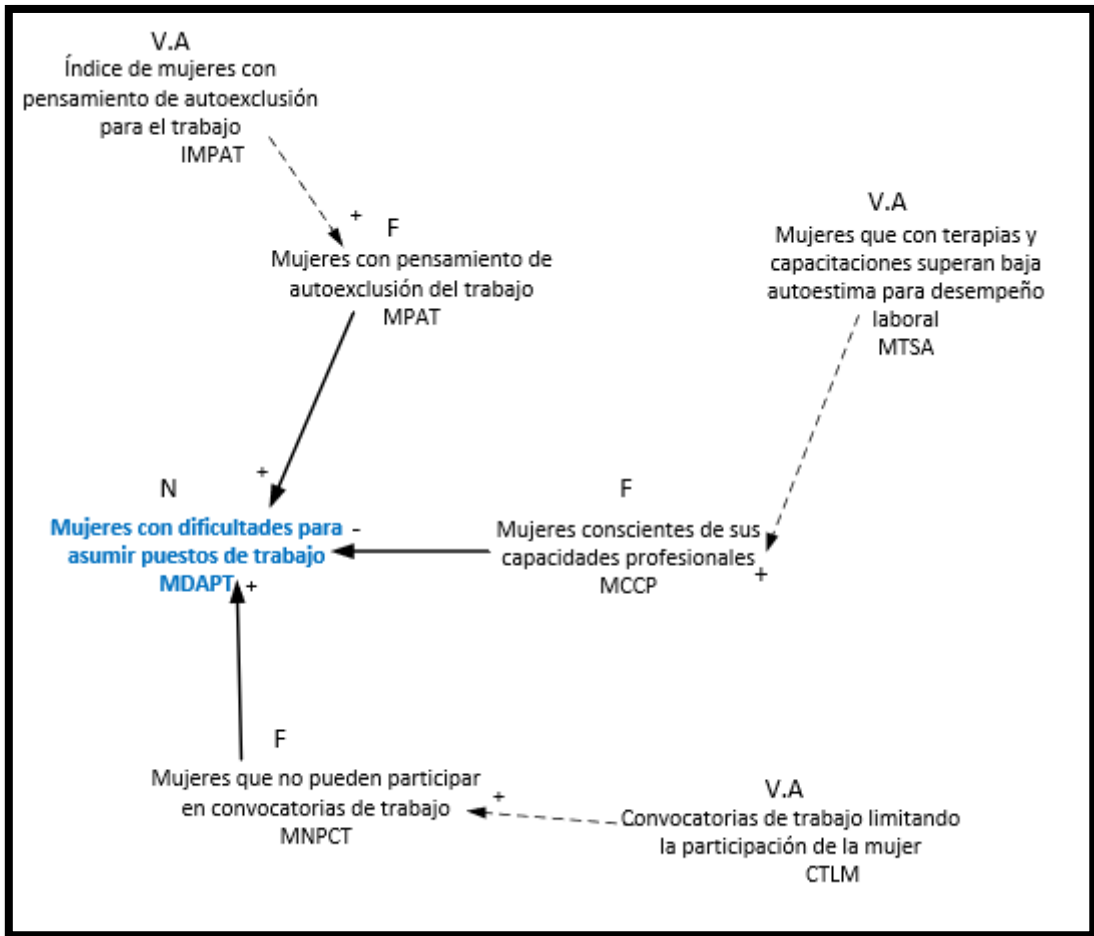 V.A
Índice de mujeres con
pensamiento de autoexclusión
para el trabajo
IMPAT
+
F
Mujeres con pensamiento de
autoexclusión del trabajo
MPAT
V.A
Mujeres que con terapias y
capacitaciones superan baja
autoestima para desempeño
laboral
MTSA
+
N
Mujeres con dificultades para -
asumir puestos de trabajo
MDAPT +
F
Mujeres conscientes de sus
capacidades profesionales
MCCP
+
F
Mujeres que no pueden participar
en convocatorias de trabajo
MNPCT
+
V.A
Convocatorias de trabajo limitando
la participación de la mujer
CTLM